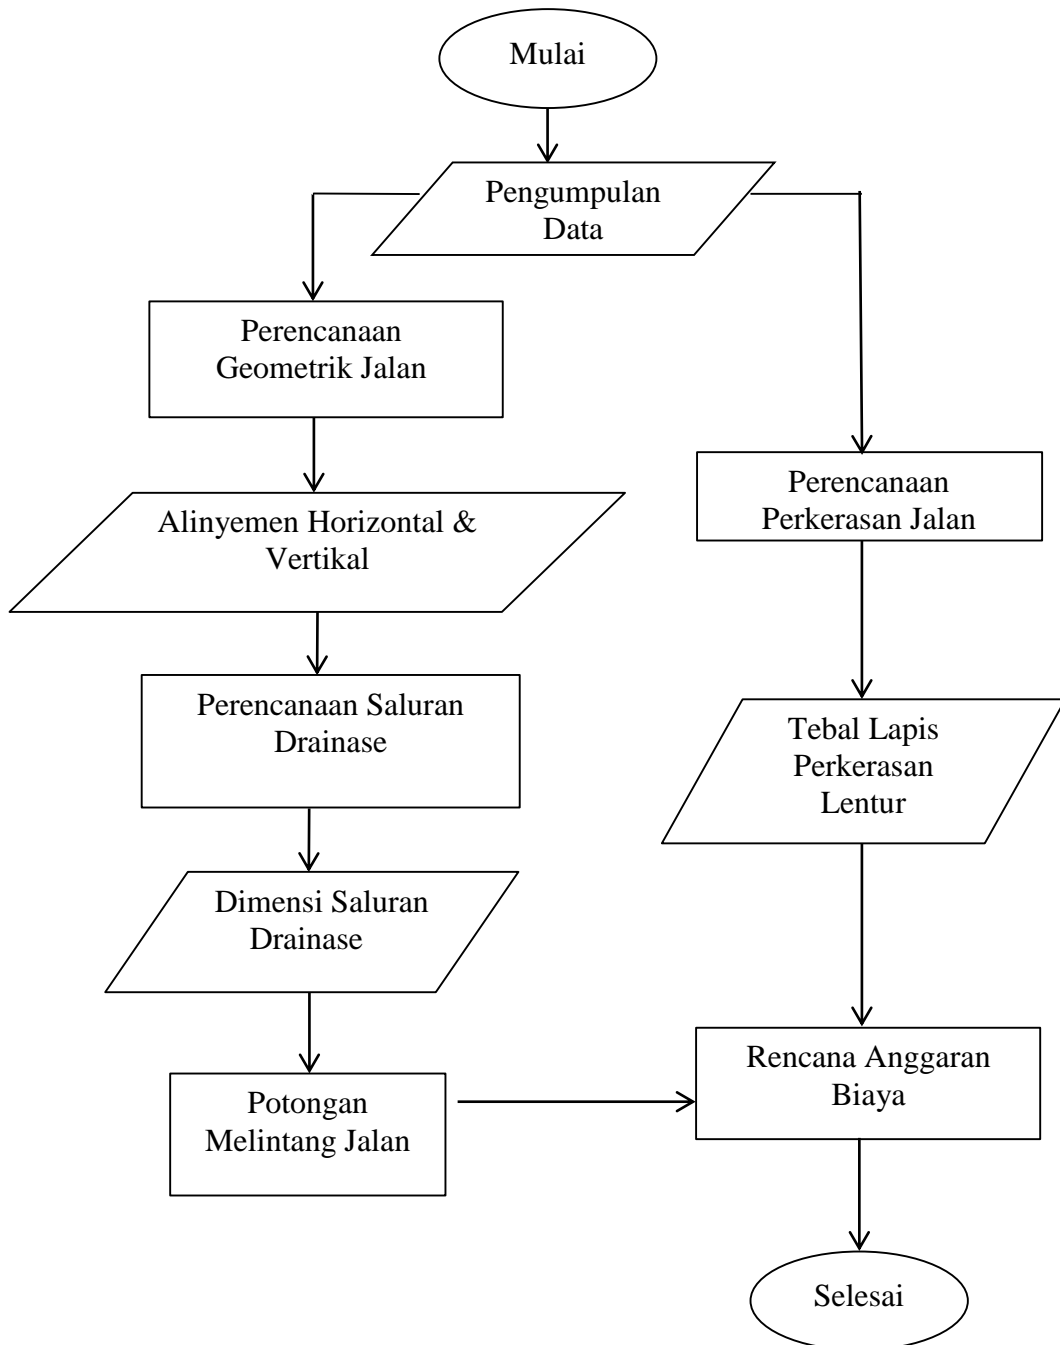 Mulai
Pengumpulan
Data
Perencanaan
Geometrik Jalan
Alinyemen Horizontal &
Vertikal
Perencanaan Saluran
Drainase
Dimensi Saluran
Drainase
Potongan
Melintang Jalan
Perencanaan
Perkerasan Jalan
Tebal Lapis
Perkerasan
Lentur
Rencana Anggaran
Biaya
Selesai